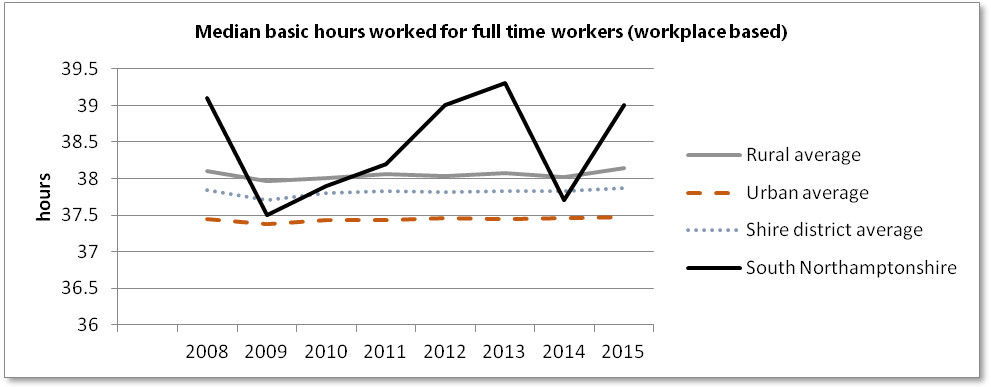 Median basic hours worked for full time workers (workplace based)
39.5
39
38.5
38
37.5
37
36.5
36
hours
2008 2009 2010 2011 2012 2013 2014 2015
Rural average
Urban average
Shire district average
South Northamptonshire